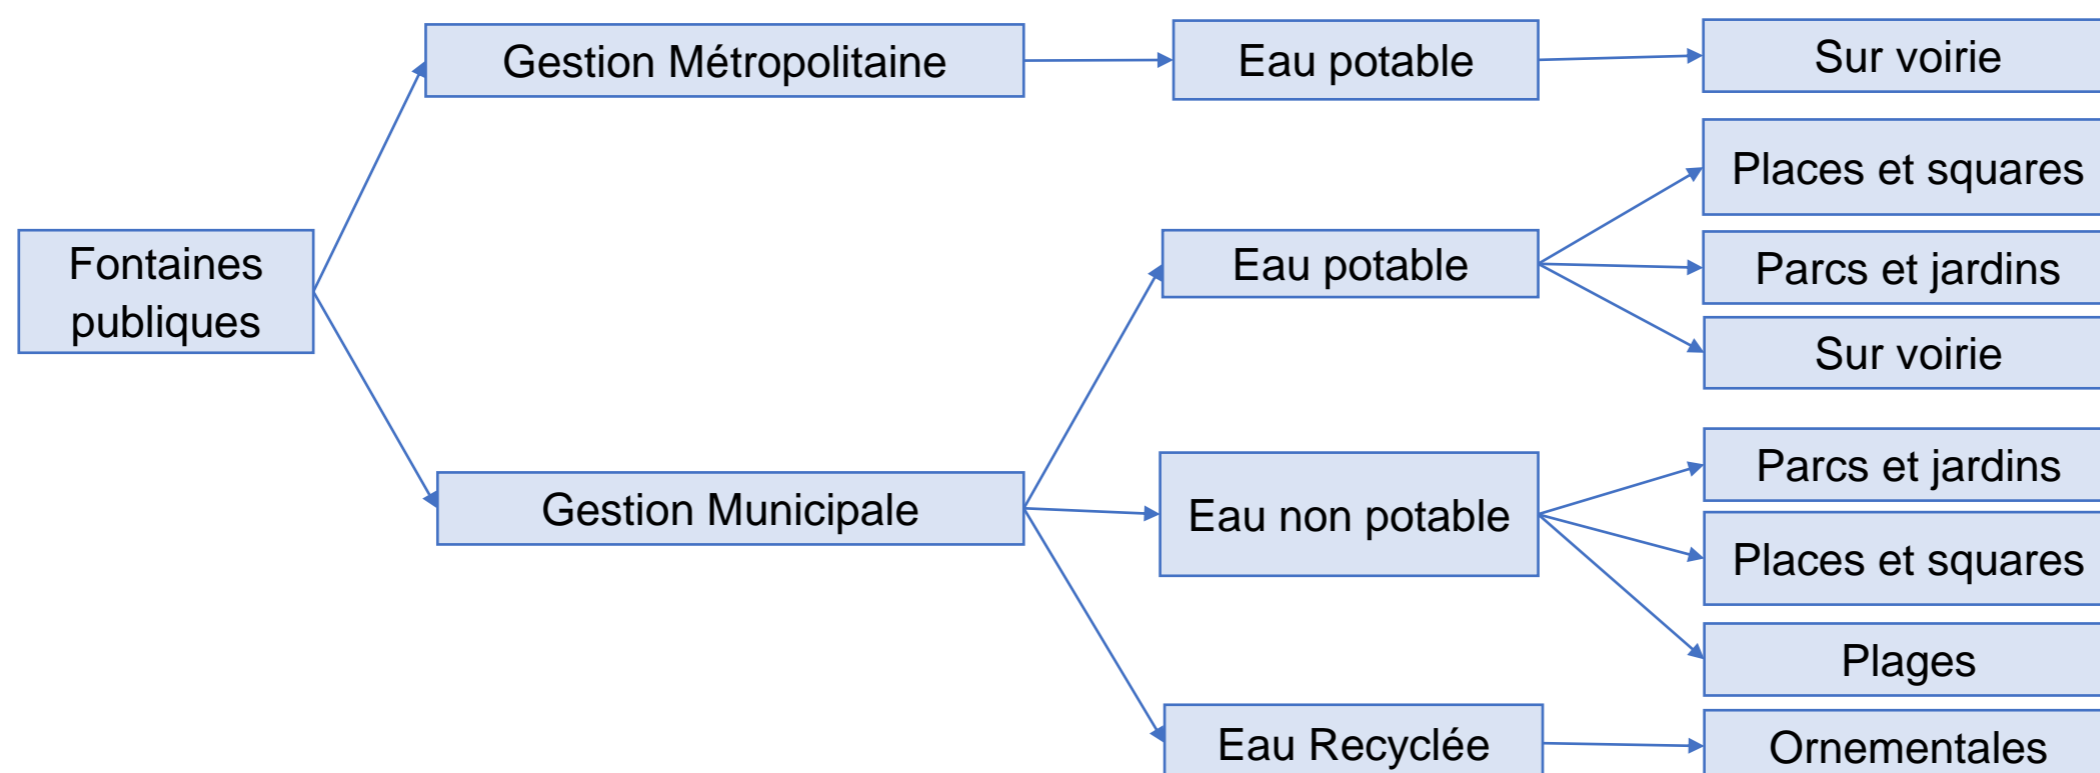 Fontaines
publiques
Gestion Métropolitaine
Eau potable
Sur voirie
Gestion Municipale
Eau potable
Places et squares
Parcs et jardins
Sur voirie
Eau non potable
Parcs et jardins
Places et squares
Plages
Eau Recyclée
Ornementales